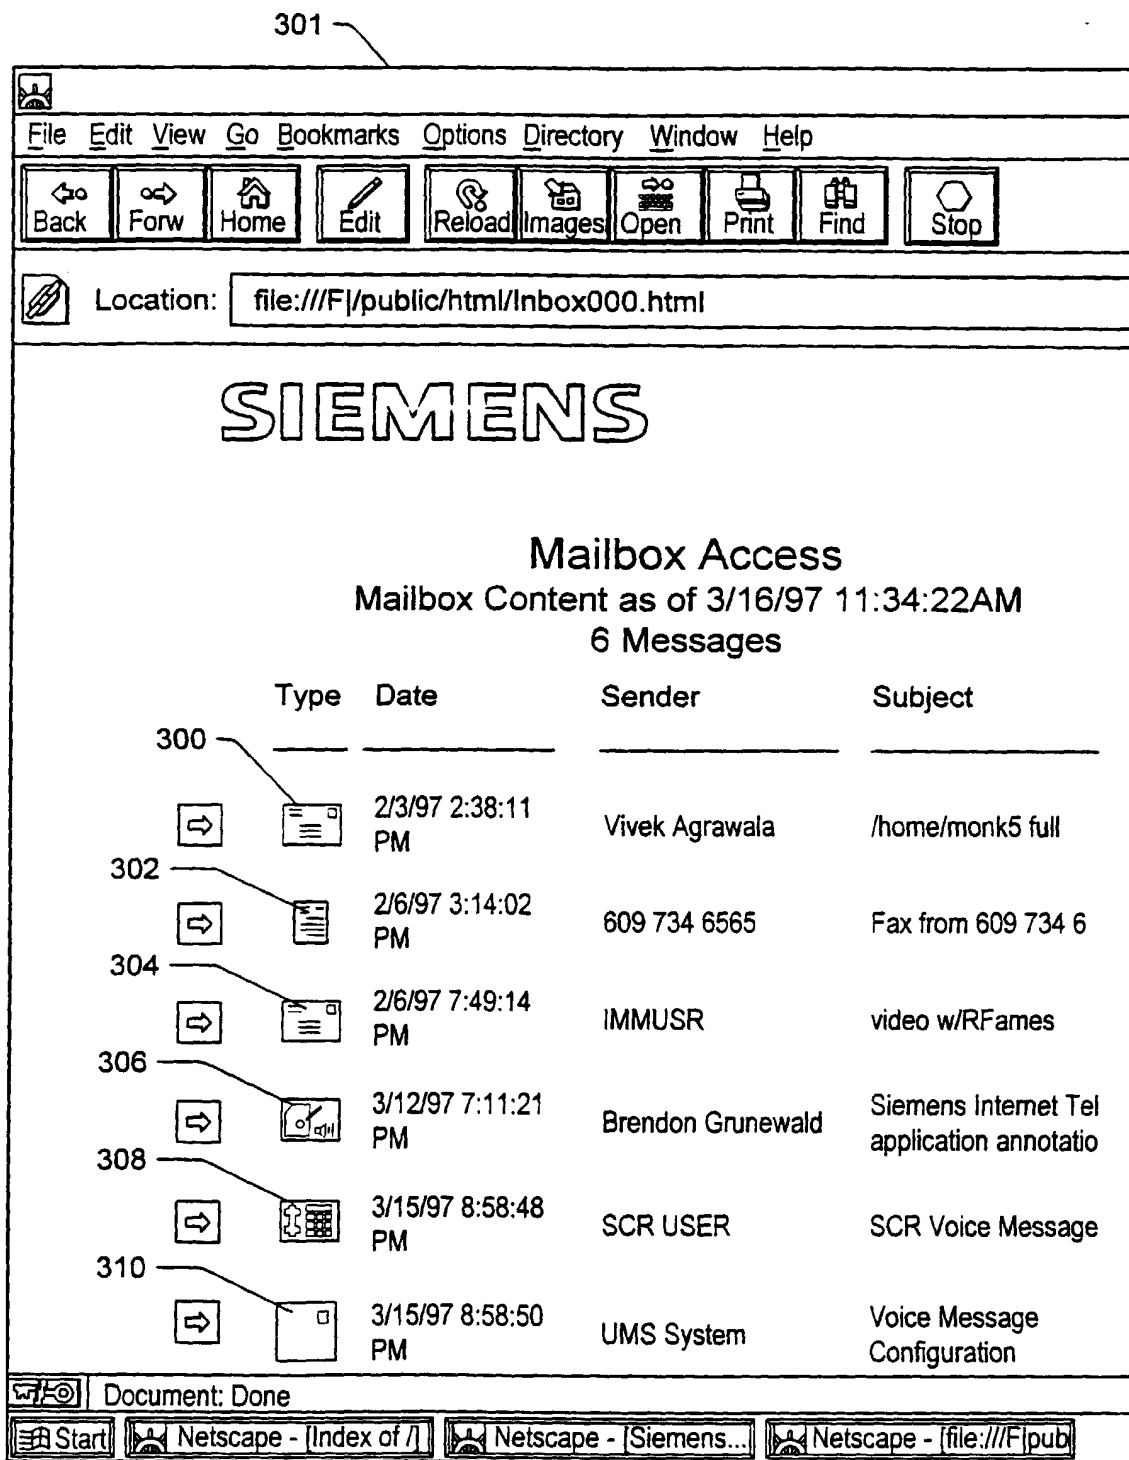 301
File Edit View Go Bookmarks Options Directory Window Help
Back Forw Home Edit Reload Images Open Print Find Stop
Location: file:///F|/public/html/Inbox000.html
SIEMENS
Mailbox Access
Mailbox Content as of 3/16/97 11:34:22AM
6 Messages
Type Date Sender Subject
300
2/3/97 2:38:11 PM Vivek Agrawala /home/monk5 full
302
2/6/97 3:14:02 PM 609 734 6565 Fax from 609 734 6
304
2/6/97 7:49:14 PM IMMUSR video w/RFames
306
3/12/97 7:11:21 PM Brendon Grunewald Siemens Internet Tel application annotatio
308
3/15/97 8:58:48 PM SCR USER SCR Voice Message
310
3/15/97 8:58:50 PM UMS System Voice Message Configuration
Document: Done
Start Netscape - [Index of /] Netscape - [Siemens... Netscape - [file:///F|pub